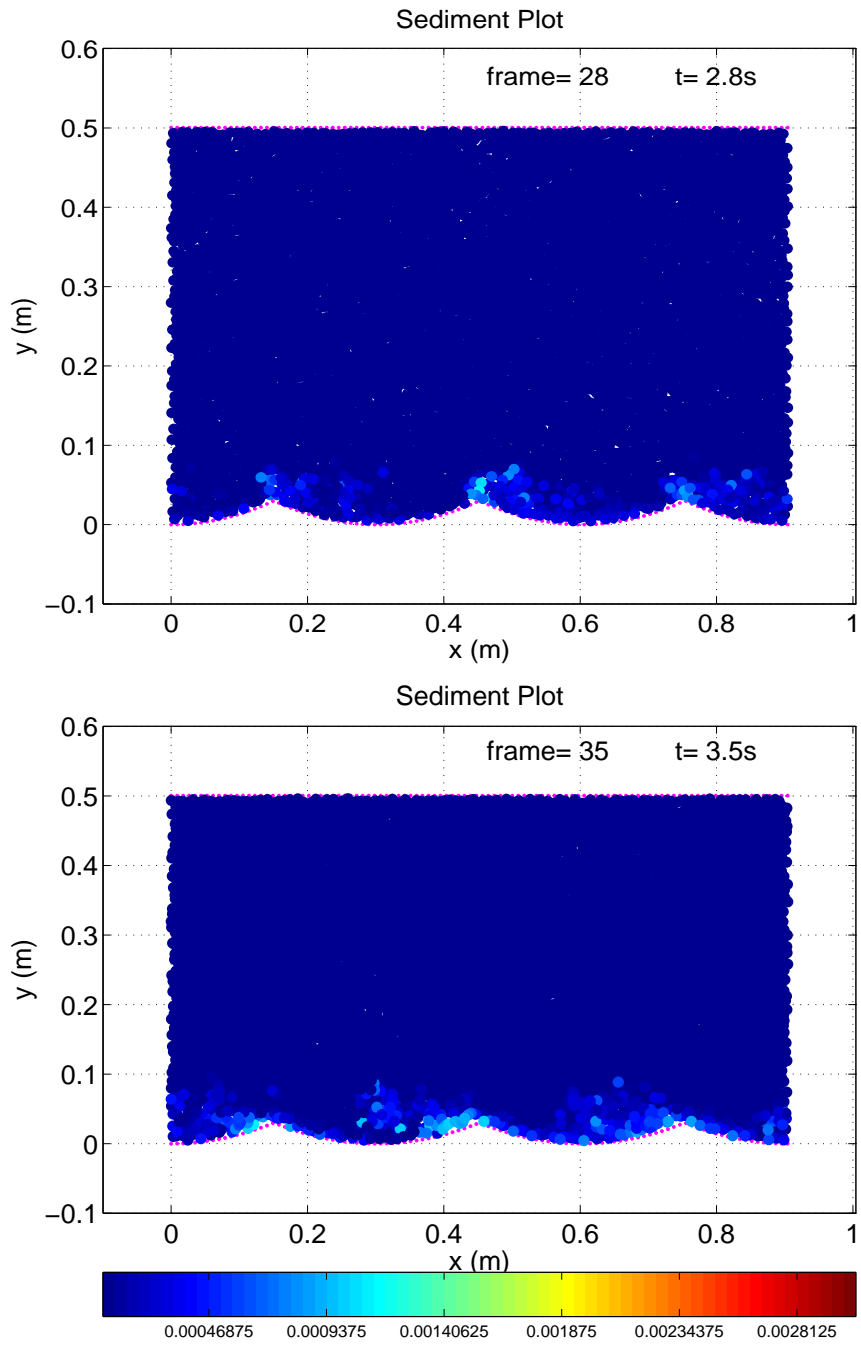 Sediment Plot
frame= 28 t= 2.8s
0.6
0.5
0.4
0.3
0.2
0.1
0
−0.1
y (m)
0 0.2 0.4 0.6 0.8 1
x (m)
Sediment Plot
frame= 35 t= 3.5s
0.6
0.5
0.4
0.3
0.2
0.1
0
−0.1
y (m)
0 0.2 0.4 0.6 0.8 1
x (m)
0.00046875 0.0009375 0.00140625 0.001875 0.00234375 0.0028125